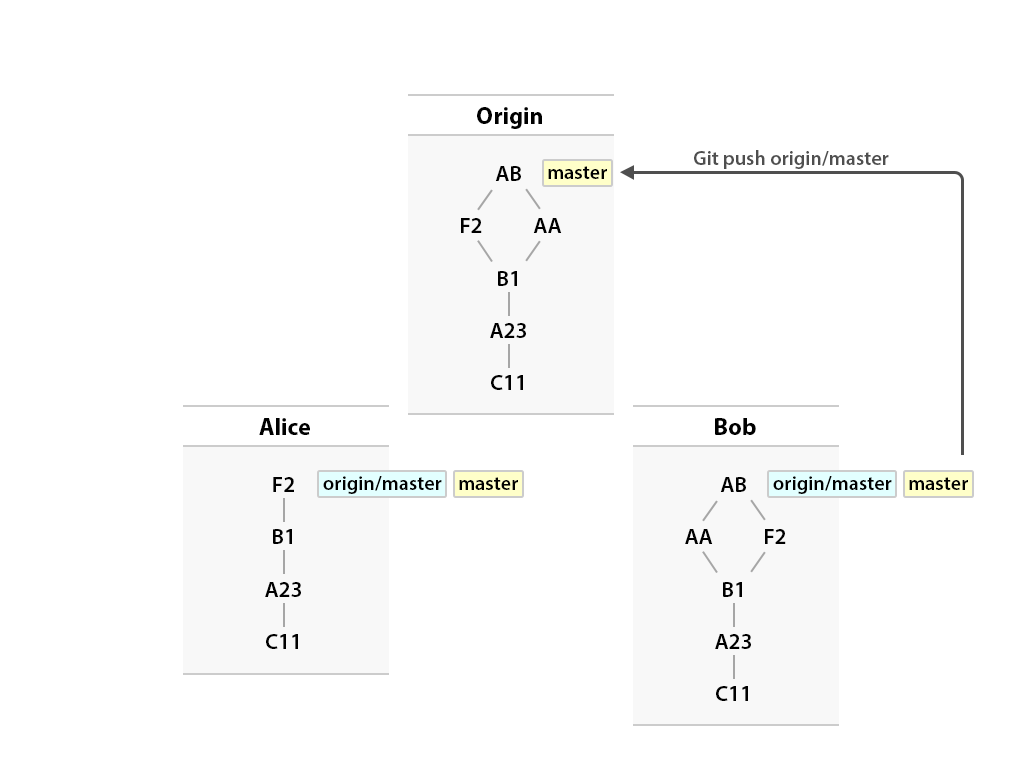 Origin
Git push origin/master
AB master
F2 AA
B1
A23
C11
Alice
F2 origin/master master
B1
A23
C11
Bob
AB origin/master master
AA F2
B1
A23
C11